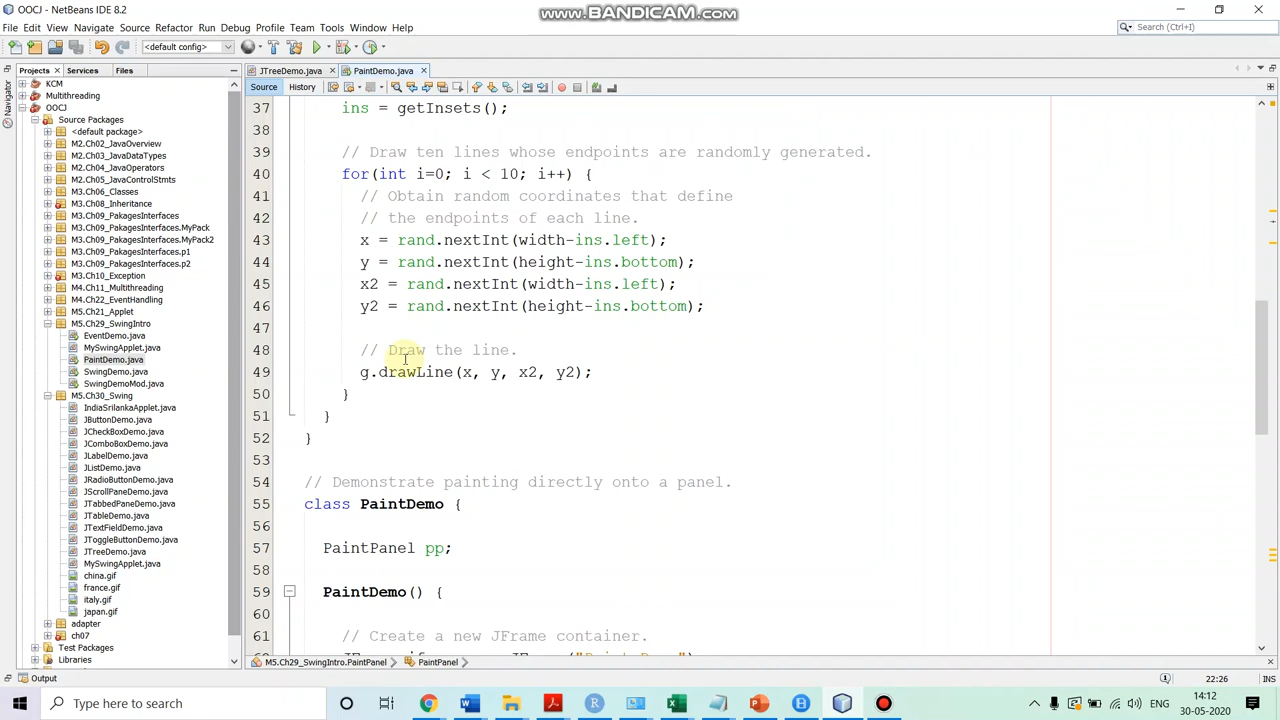 OOCJ - NetBeans IDE 8.2
www.BANDICAM.com
File Edit View Navigate Source Refactor Run Debug Profile Team Tools Window Help
Search (Ctrl+I)
<default config>
Projects
Services
Files
JTreeDemo.java
PaintDemo.java
Navigator
Source
History
KCM
Multithreading
OOCJ
Source Packages
<default package>
M2.Ch02_JavaOverview
M2.Ch03_JavaDataTypes
M2.Ch04_JavaOperators
M2.Ch05_JavaControlStmts
M3.Ch06_Classes
M3.Ch08_Inheritance
M3.Ch09_PakagesInterfaces
M3.Ch09_PakagesInterfaces.MyPack
M3.Ch09_PakagesInterfaces.MyPack2
M3.Ch09_PakagesInterfaces.p1
M3.Ch09_PakagesInterfaces.p2
M3.Ch10_Exception
M4.Ch11_Multithreading
M4.Ch22_EventHandling
M5.Ch21_Applet
M5.Ch29_SwingIntro
EventDemo.java
MySwingApplet.java
PaintDemo.java
SwingDemo.java
SwingDemoMod.java
M5.Ch30_Swing
IndiaSrilankaApplet.java
JButtonDemo.java
JCheckBoxDemo.java
JComboBoxDemo.java
JLabelDemo.java
JListDemo.java
JRadioButtonDemo.java
JScrollPaneDemo.java
JTabbedPaneDemo.java
JTableDemo.java
JTextFieldDemo.java
JToggleButtonDemo.java
JTreeDemo.java
MySwingApplet.java
china.gif
france.gif
italy.gif
japan.gif
adapter
ch07
Test Packages
Libraries
37 ins = getInsets();
38
39 // Draw ten lines whose endpoints are randomly generated.
40 for(int i=0; i < 10; i++) {
41 // Obtain random coordinates that define
42 // the endpoints of each line.
43 x = rand.nextInt(width-ins.left);
44 y = rand.nextInt(height-ins.bottom);
45 x2 = rand.nextInt(width-ins.left);
46 y2 = rand.nextInt(height-ins.bottom);
47
48 // Draw the line.
49 g.drawLine(x, y, x2, y2);
50 }
51 }
52 }
53
54 // Demonstrate painting directly onto a panel.
55 class PaintDemo {
56
57 PaintPanel pp;
58
59 PaintDemo() {
60
61 // Create a new JFrame container.
M5.Ch29_SwingIntro.PaintPanel
PaintPanel
Output
22:26
INS
Type here to search
14:12
30-05-2020